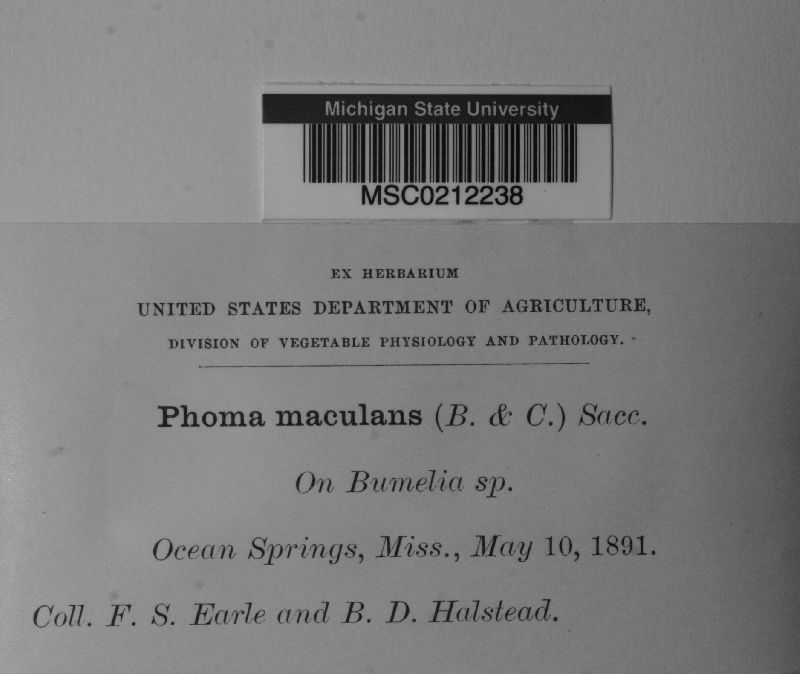 Michigan State University
MSC0212238
EX HERBARIUM
UNITED STATES DEPARTMENT OF AGRICULTURE,
DIVISION OF VEGETABLE PHYSIOLOGY AND PATHOLOGY.
Phoma maculans (B. & C.) Sacc.
On Bumelia sp.
Ocean Springs, Miss., May 10, 1891.
Coll. F. S. Earle and B. D. Halstead.